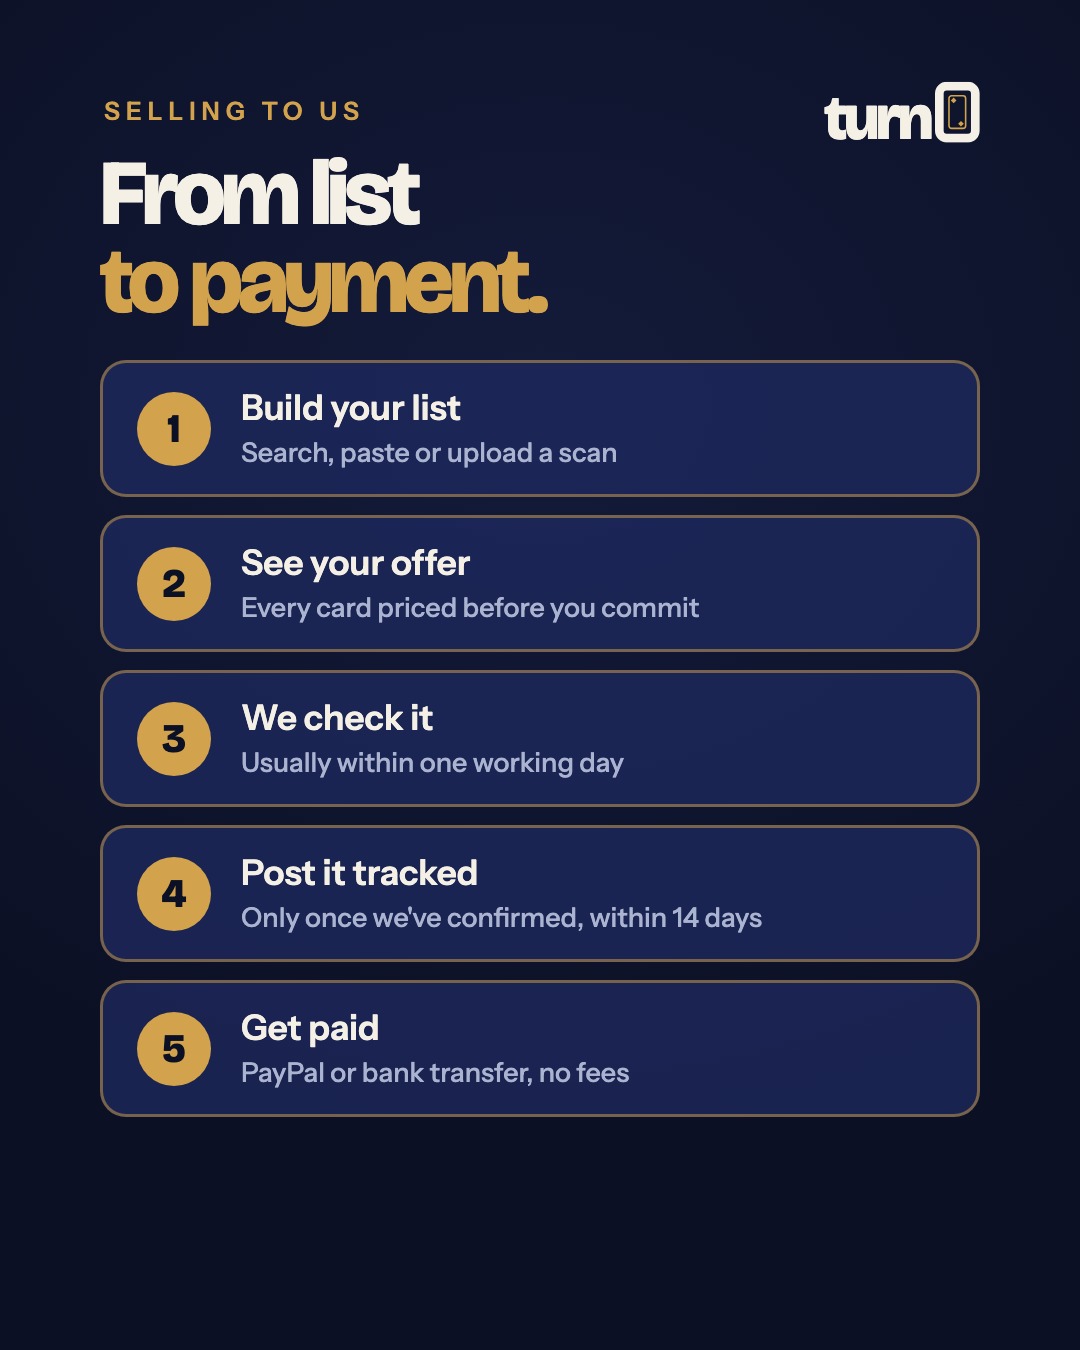 SELLING TO US
turn0
From list
to payment.
1
Build your list
Search, paste or upload a scan
2
See your offer
Every card priced before you commit
3
We check it
Usually within one working day
4
Post it tracked
Only once we've confirmed, within 14 days
5
Get paid
PayPal or bank transfer, no fees